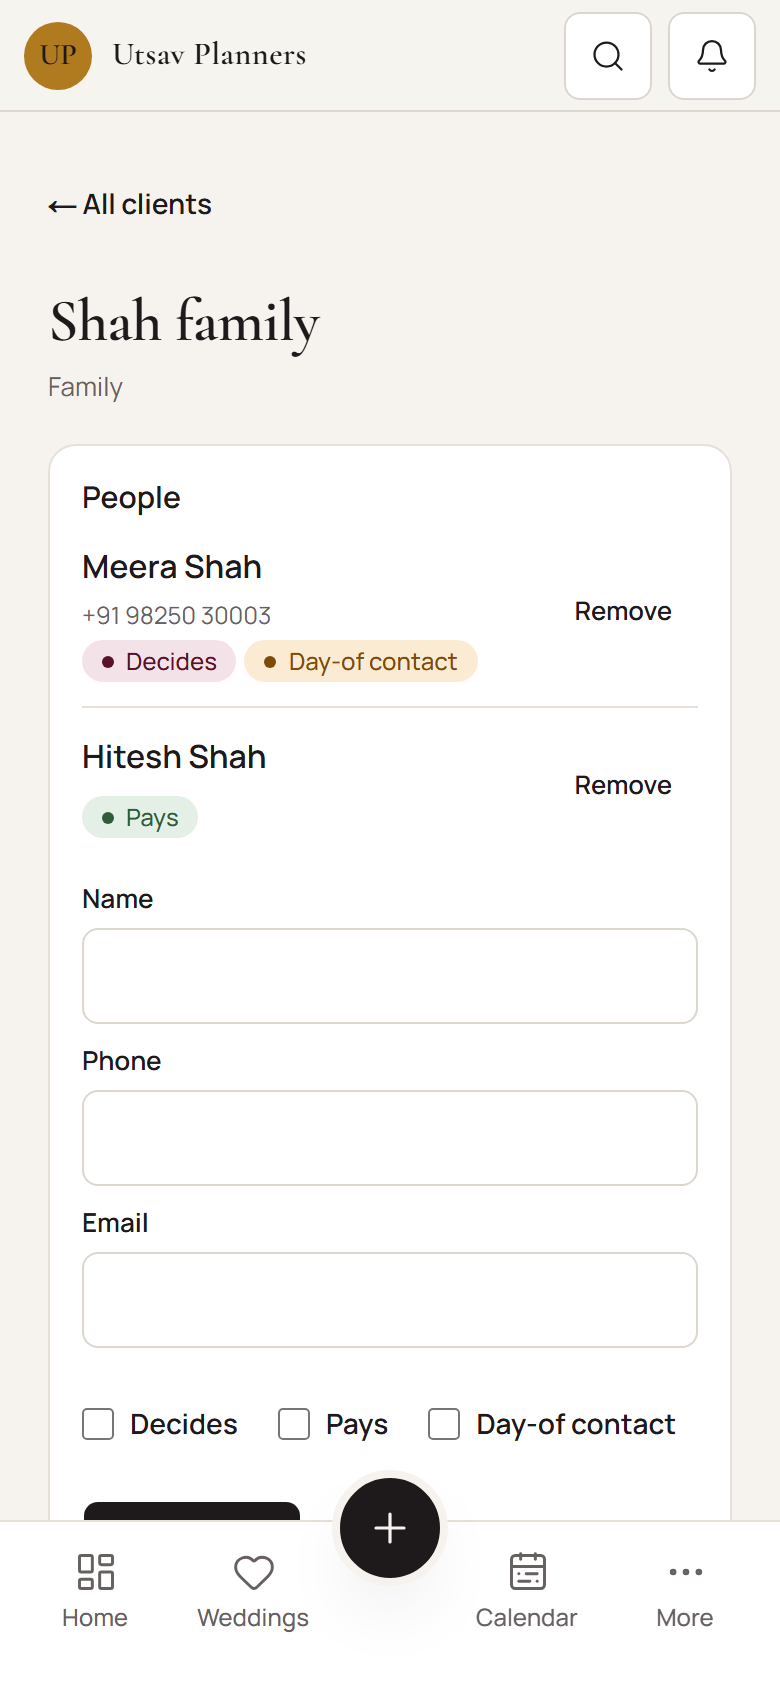 UP Utsav Planners
← All clients
Shah family
Family
People
Meera Shah
+91 98250 30003
Remove
Decides
Day-of contact
Hitesh Shah
Remove
Pays
Name
Phone
Email
Decides Pays Day-of contact
Home Weddings Calendar More